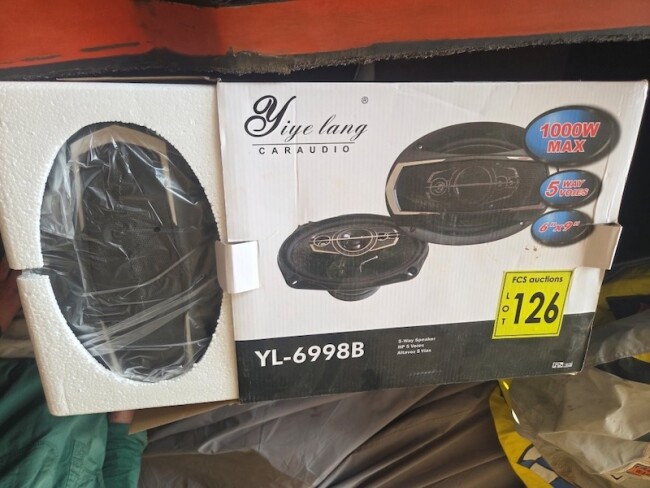 Yiye lang ®
CARAUDIO
1000W
MAX
5 WAY
VOIES
6"x9"
FCS auctions
LOT
126
YL-6998B
5-Way Speaker
HP 5 Voies
Altavoz 5 Vias